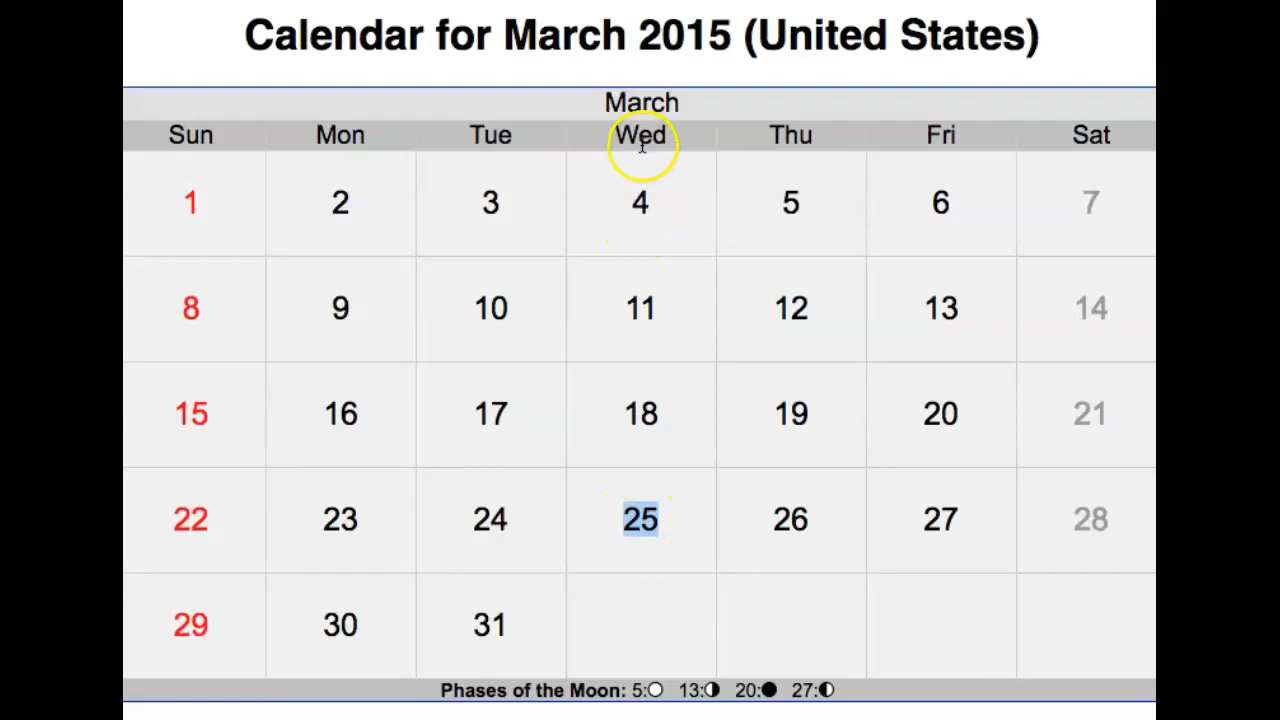 Calendar for March 2015 (United States)
March
Sun Mon Tue Wed Thu Fri Sat
1 2 3 4 5 6 7
8 9 10 11 12 13 14
15 16 17 18 19 20 21
22 23 24 25 26 27 28
29 30 31
Phases of the Moon: 5: 13: 20: 27: